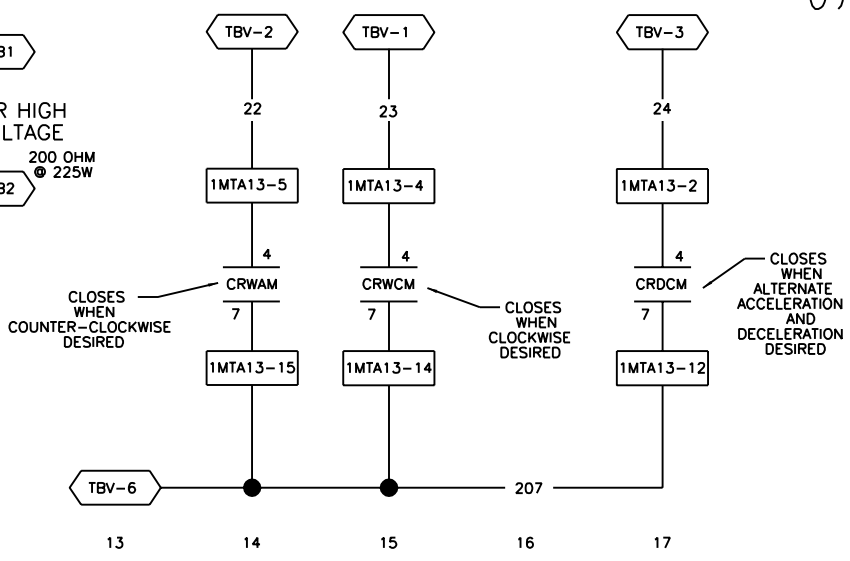 TBV-2
TBV-1
TBV-3
B1
R HIGH
LTAGE
200 OHM
@ 225W
B2
22
23
24
1MTA13-5
1MTA13-4
1MTA13-2
4
4
4
CRWAM
CRWCM
CRDCM
7
7
7
CLOSES
WHEN
COUNTER-CLOCKWISE
DESIRED
CLOSES
WHEN
CLOCKWISE
DESIRED
CLOSES
WHEN
ALTERNATE
ACCELERATION
AND
DECELERATION
DESIRED
1MTA13-15
1MTA13-14
1MTA13-12
TBV-6
207
13
14
15
16
17